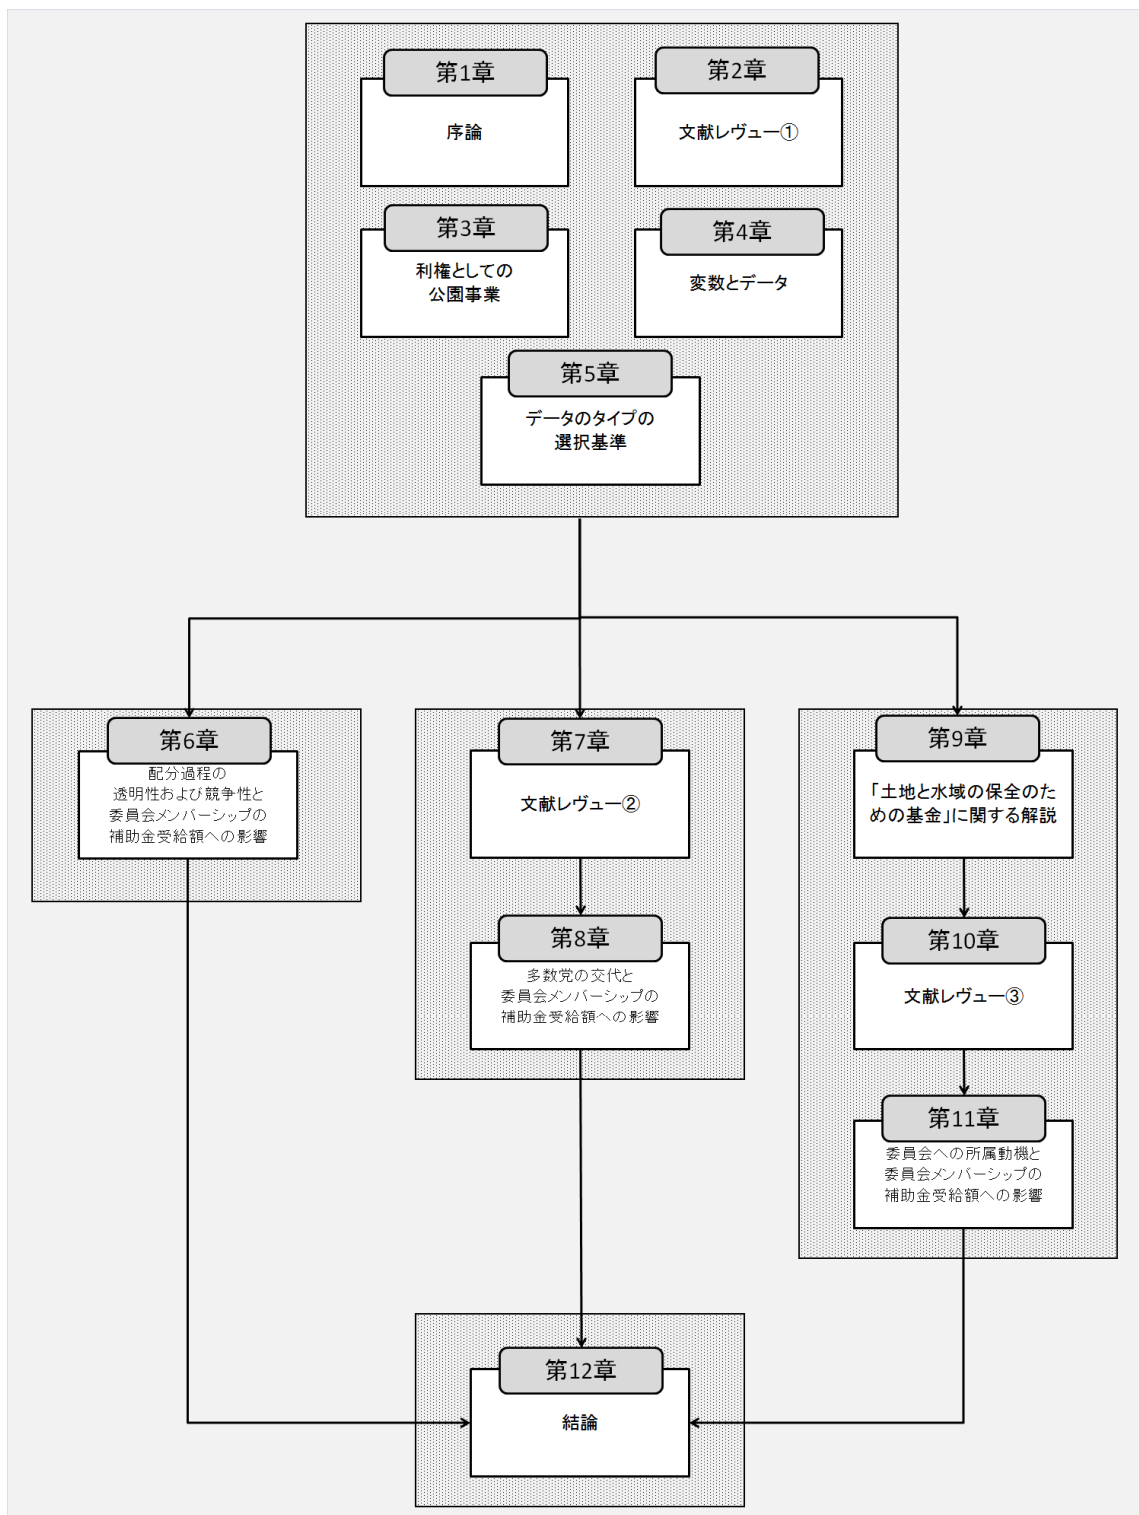 第1章
序論
第2章
文献レヴュー①
第3章
利権としての
公園事業
第4章
変数とデータ
第5章
データのタイプの
選択基準
第6章
配分過程の
透明性および競争性と
委員会メンバーシップの
補助金受給額への影響
第7章
文献レヴュー②
第8章
多数党の交代と
委員会メンバーシップの
補助金受給額への影響
第9章
「土地と水域の保全のた
めの基金」に関する解説
第10章
文献レヴュー③
第11章
委員会への所属動機と
委員会メンバーシップの
補助金受給額への影響
第12章
結論